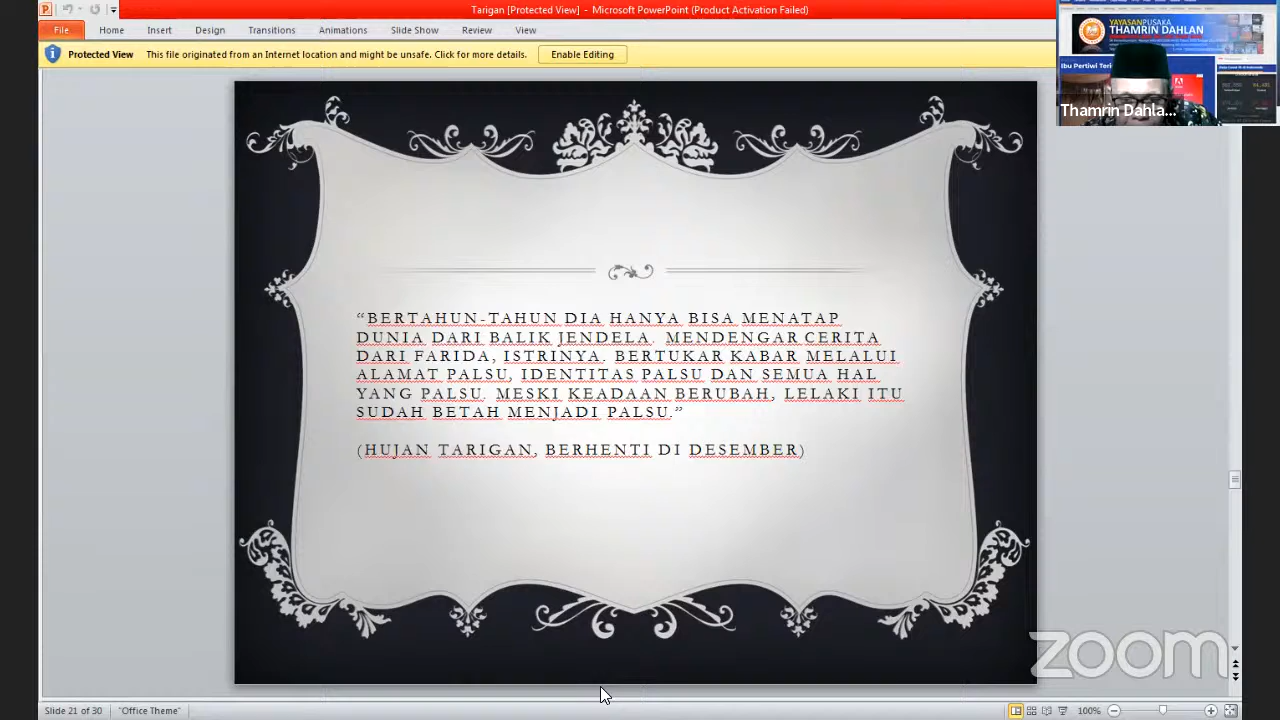 Tarigan [Protected View] - Microsoft PowerPoint (Product Activation Failed)
File Home Insert Design Transitions Animations Slide Show Review View
Protected View This file originated from an Internet location and might be unsafe. Click for more details. Enable Editing
YAYASAN PUSAKA
THAMRIN DAHLAN
Ibu Pertiwi
Thamrin Dahla...
“BERTAHUN-TAHUN DIA HANYA BISA MENATAP
DUNIA DARI BALIK JENDELA. MENDENGAR CERITA
DARI FARIDA, ISTRINYA. BERTUKAR KABAR MELALUI
ALAMAT PALSU, IDENTITAS PALSU DAN SEMUA HAL
YANG PALSU. MESKI KEADAAN BERUBAH, LELAKI ITU
SUDAH BETAH MENJADI PALSU.”
(HUJAN TARIGAN, BERHENTI DI DESEMBER)
zoom
Slide 21 of 30 "Office Theme" 100%